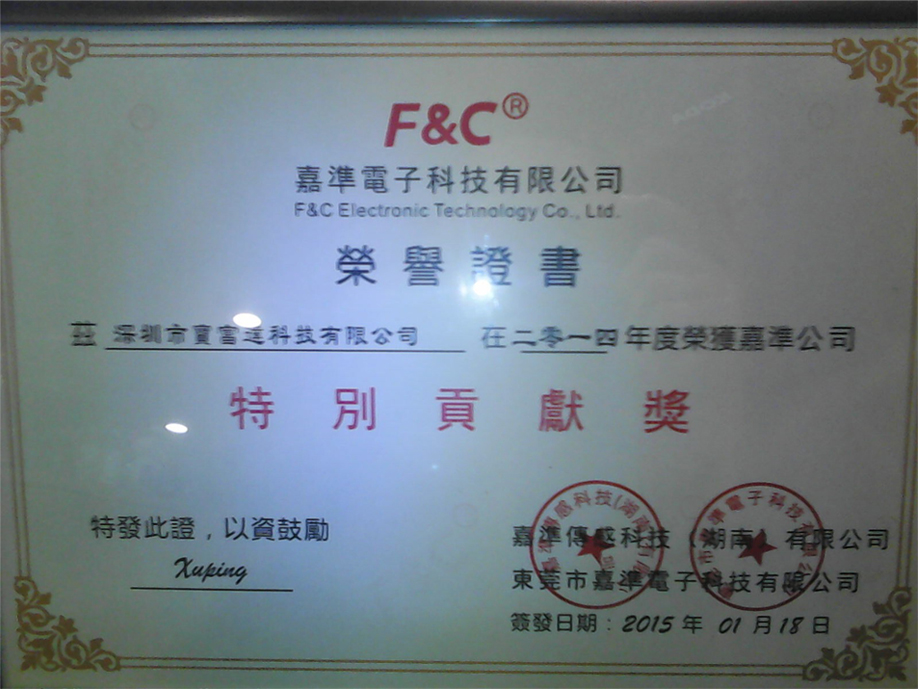 F&C®
嘉準電子科技有限公司
F&C Electronic Technology Co., Ltd.
榮譽證書
茲 深圳市寶富達科技有限公司 在二零一四年度榮獲嘉準公司
特別貢獻獎
特發此證，以資鼓勵
Xuping
嘉準傳感科技（湖南）有限公司
東莞市嘉準電子科技有限公司
簽發日期：2015年 01月18日